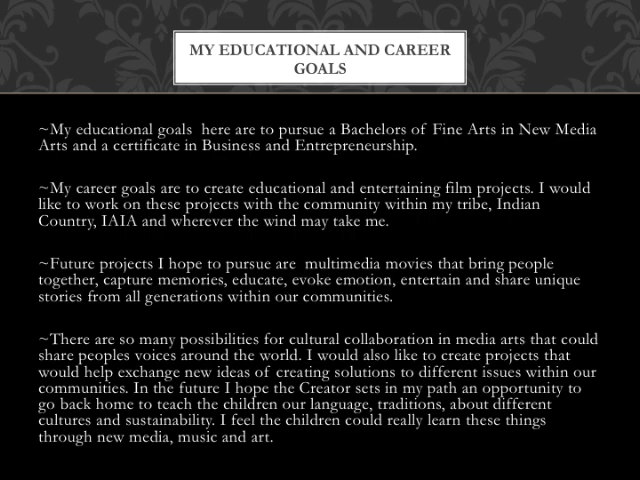 MY EDUCATIONAL AND CAREER
GOALS
~My educational goals  here are to pursue a Bachelors of Fine Arts in New Media
Arts and a certificate in Business and Entrepreneurship.
~My career goals are to create educational and entertaining film projects. I would
like to work on these projects with the community within my tribe, Indian
Country, IAIA and wherever the wind may take me.
~Future projects I hope to pursue are  multimedia movies that bring people
together, capture memories, educate, evoke emotion, entertain and share unique
stories from all generations within our communities.
~There are so many possibilities for cultural collaboration in media arts that could
share peoples voices around the world. I would also like to create projects that
would help exchange new ideas of creating solutions to different issues within our
communities. In the future I hope the Creator sets in my path an opportunity to
go back home to teach the children our language, traditions, about different
cultures and sustainability. I feel the children could really learn these things
through new media, music and art.